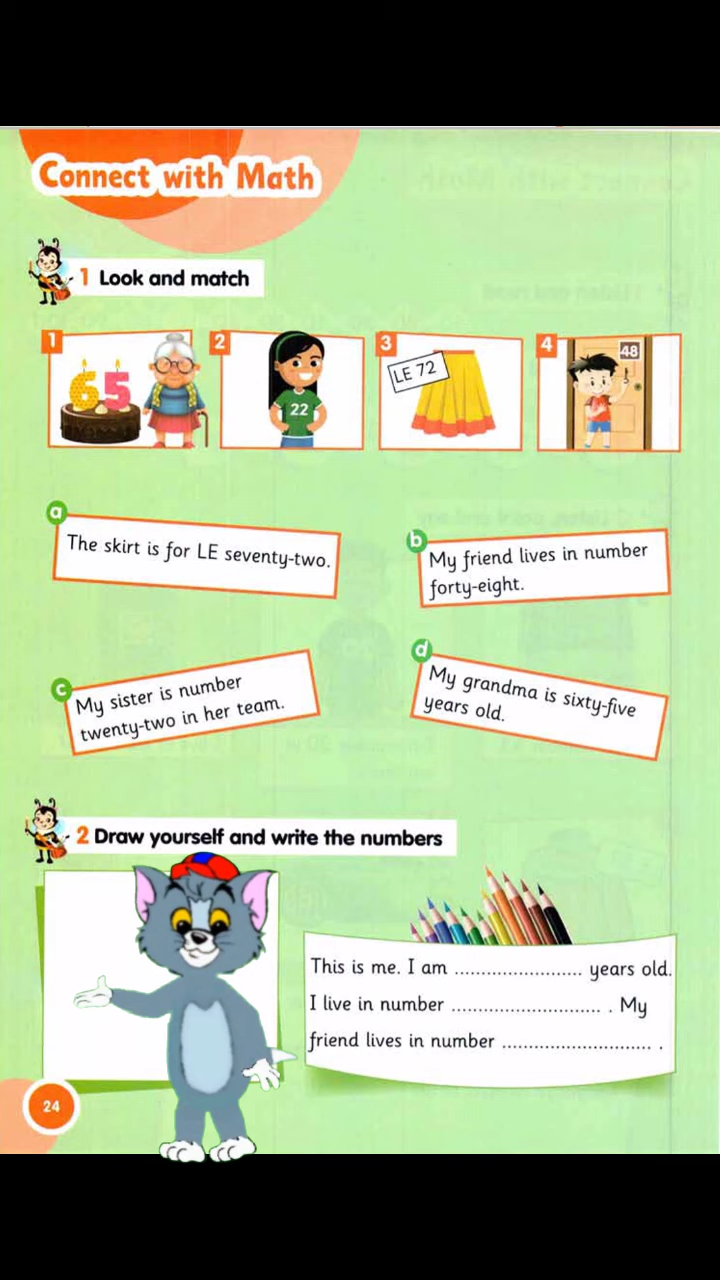 Connect with Math
1 Look and match
1
65
2
22
3
LE 72
4
48
a
The skirt is for LE seventy-two.
b
My friend lives in number
forty-eight.
c
My sister is number
twenty-two in her team.
d
My grandma is sixty-five
years old.
2 Draw yourself and write the numbers
This is me. I am ........................ years old.
I live in number ............................ . My
friend lives in number ............................ .
24